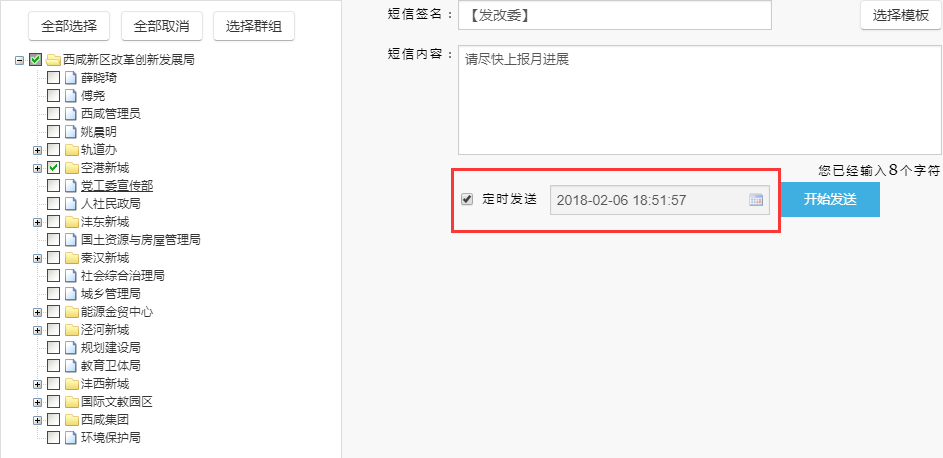 全部选择 全部取消 选择群组
西咸新区改革创新发展局
薛晓琦
傅尧
西咸管理员
姚晨明
轨道办
空港新城
党工委宣传部
人社民政局
沣东新城
国土资源与房屋管理局
秦汉新城
社会综合治理局
城乡管理局
能源金贸中心
泾河新城
规划建设局
教育卫体局
沣西新城
国际文教园区
西咸集团
环境保护局
短信签名： 【发改委】 选择模板
短信内容： 请尽快上报月进展
您已经输入8个字符
定时发送 2018-02-06 18:51:57 开始发送